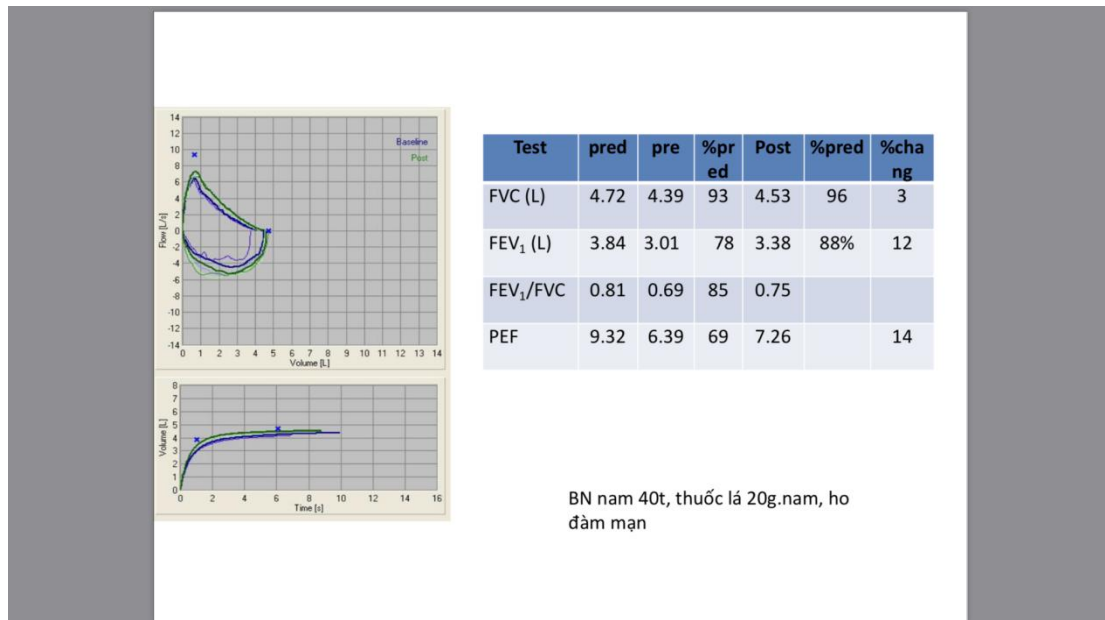 14
12
10
8
6
4
2
0
-2
-4
-6
-8
-10
-12
-14
Flow [L/s]
Baseline
Post
0 1 2 3 4 5 6 7 8 9 10 11 12 13 14
Volume [L]
8
7
6
5
4
3
2
1
0
Volume [L]
0 2 4 6 8 10 12 14 16
Time [s]
Test pred pre %pr ed Post %pred %cha ng
FVC (L) 4.72 4.39 93 4.53 96 3
FEV₁ (L) 3.84 3.01 78 3.38 88% 12
FEV₁/FVC 0.81 0.69 85 0.75
PEF 9.32 6.39 69 7.26 14
BN nam 40t, thuốc lá 20g.nam, ho
đàm mạn